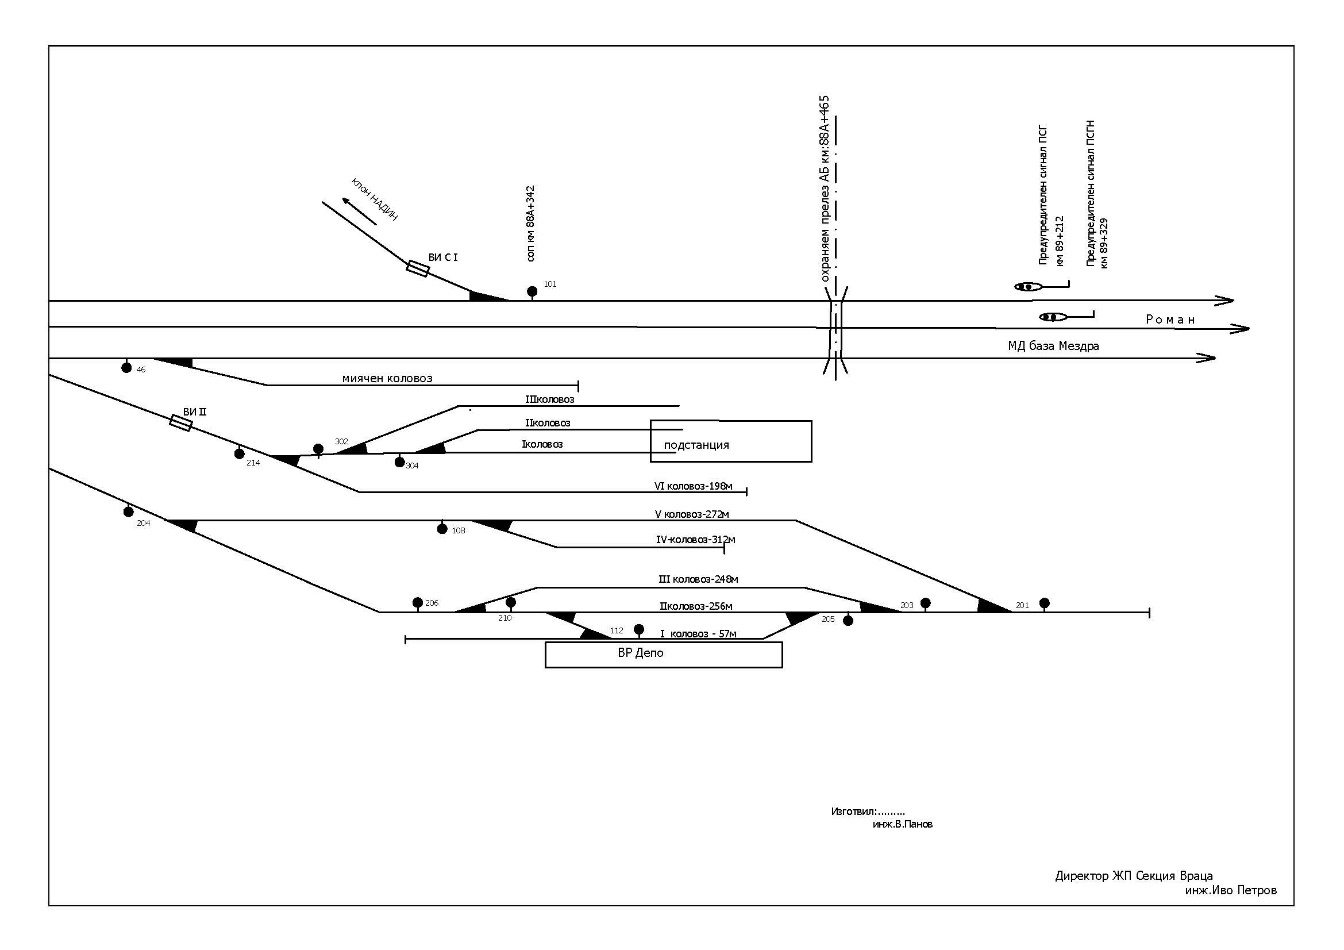 охраняем прелез АБ км:88А+465
Предупредителен сигнал ПСГ
км 89+212
Предупредителен сигнал ПСГН
км 89+329
клон НАДИН
соп км 88А+342
ВИ С I
101
Р о м а н
МД база Мездра
46
миячен коловоз
IIIколовоз
ВИ II
IIколовоз
302
Iколовоз
подстанция
214
304
VI коловоз-198м
V коловоз-272м
204
108
IV-коловоз-312м
III коловоз-248м
206
IIколовоз-256м
203
201
210
205
112
I коловоз - 57м
ВР Депо
Изготвил:.........
инж.В.Панов
Директор ЖП Секция Враца
инж.Иво Петров